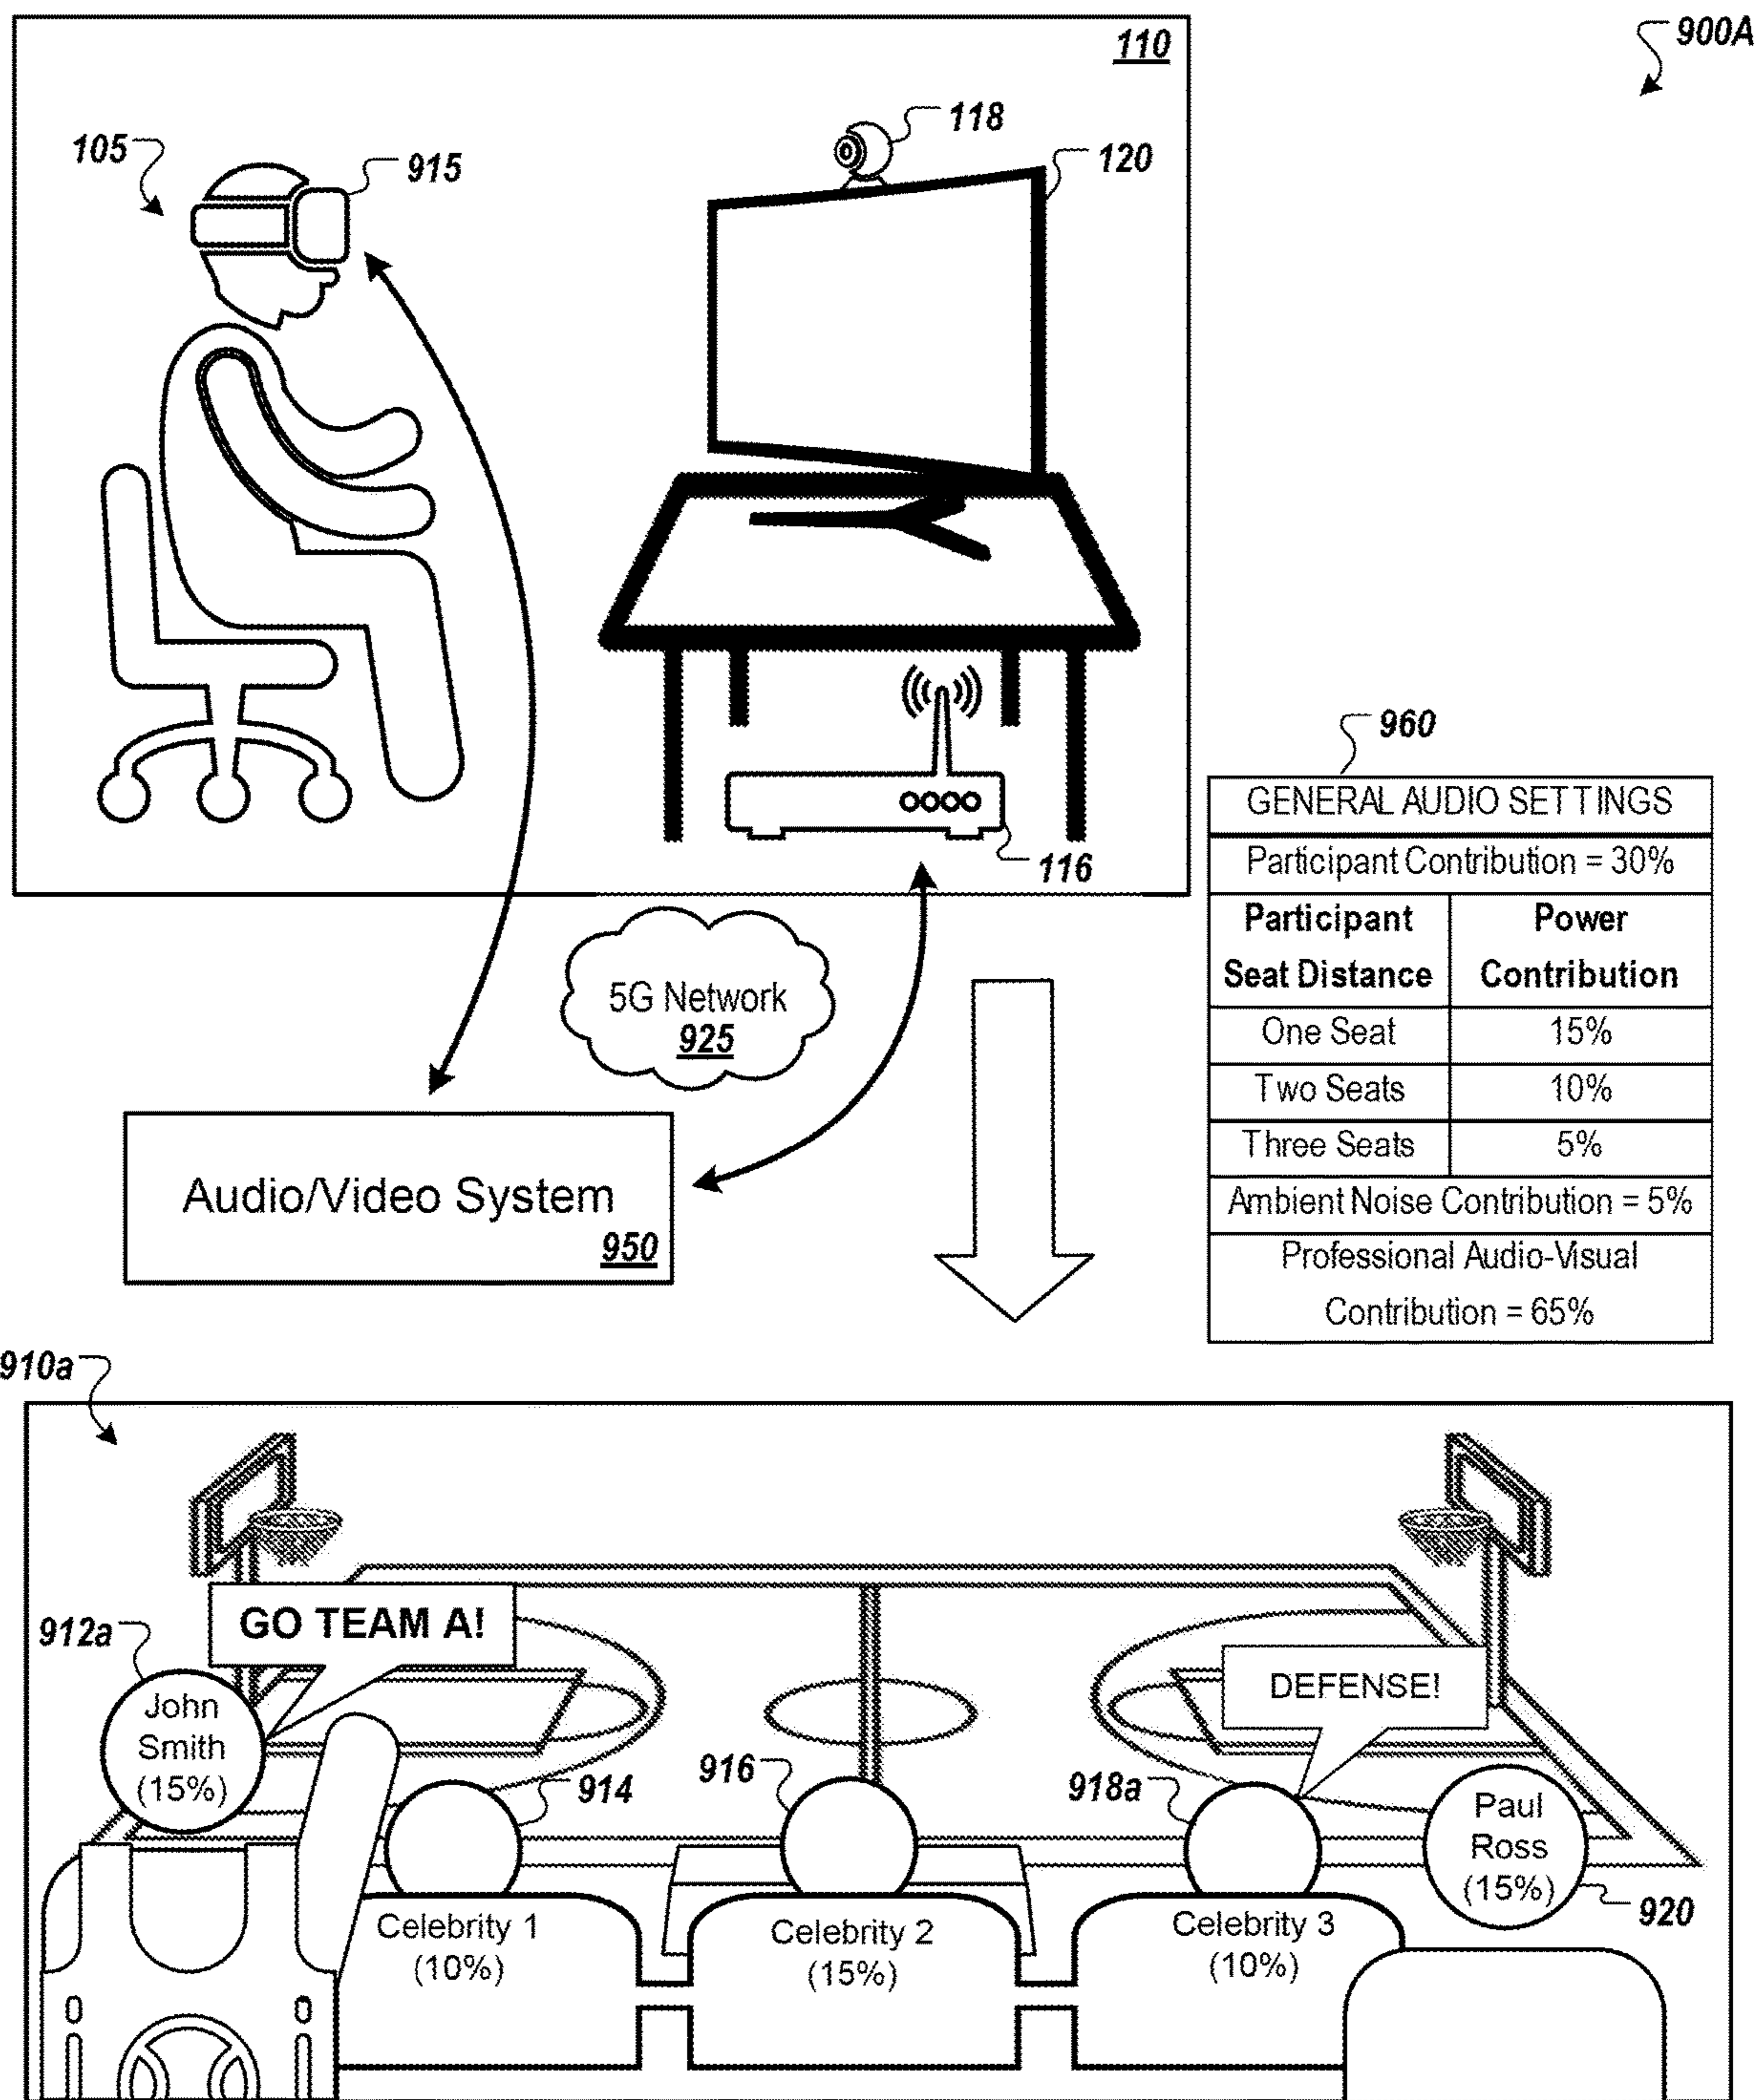 900A
110
118
120
105
915
116
960
GENERAL AUDIO SETTINGS
Participant Contribution = 30%
Participant Seat Distance
Power Contribution
One Seat
15%
Two Seats
10%
Three Seats
5%
Ambient Noise Contribution = 5%
Professional Audio-Visual
Contribution = 65%
5G Network
925
Audio/Video System
950
910a
GO TEAM A!
912a
John
Smith
(15%)
DEFENSE!
914
916
918a
Paul
Ross
(15%)
920
Celebrity 1
(10%)
Celebrity 2
(15%)
Celebrity 3
(10%)